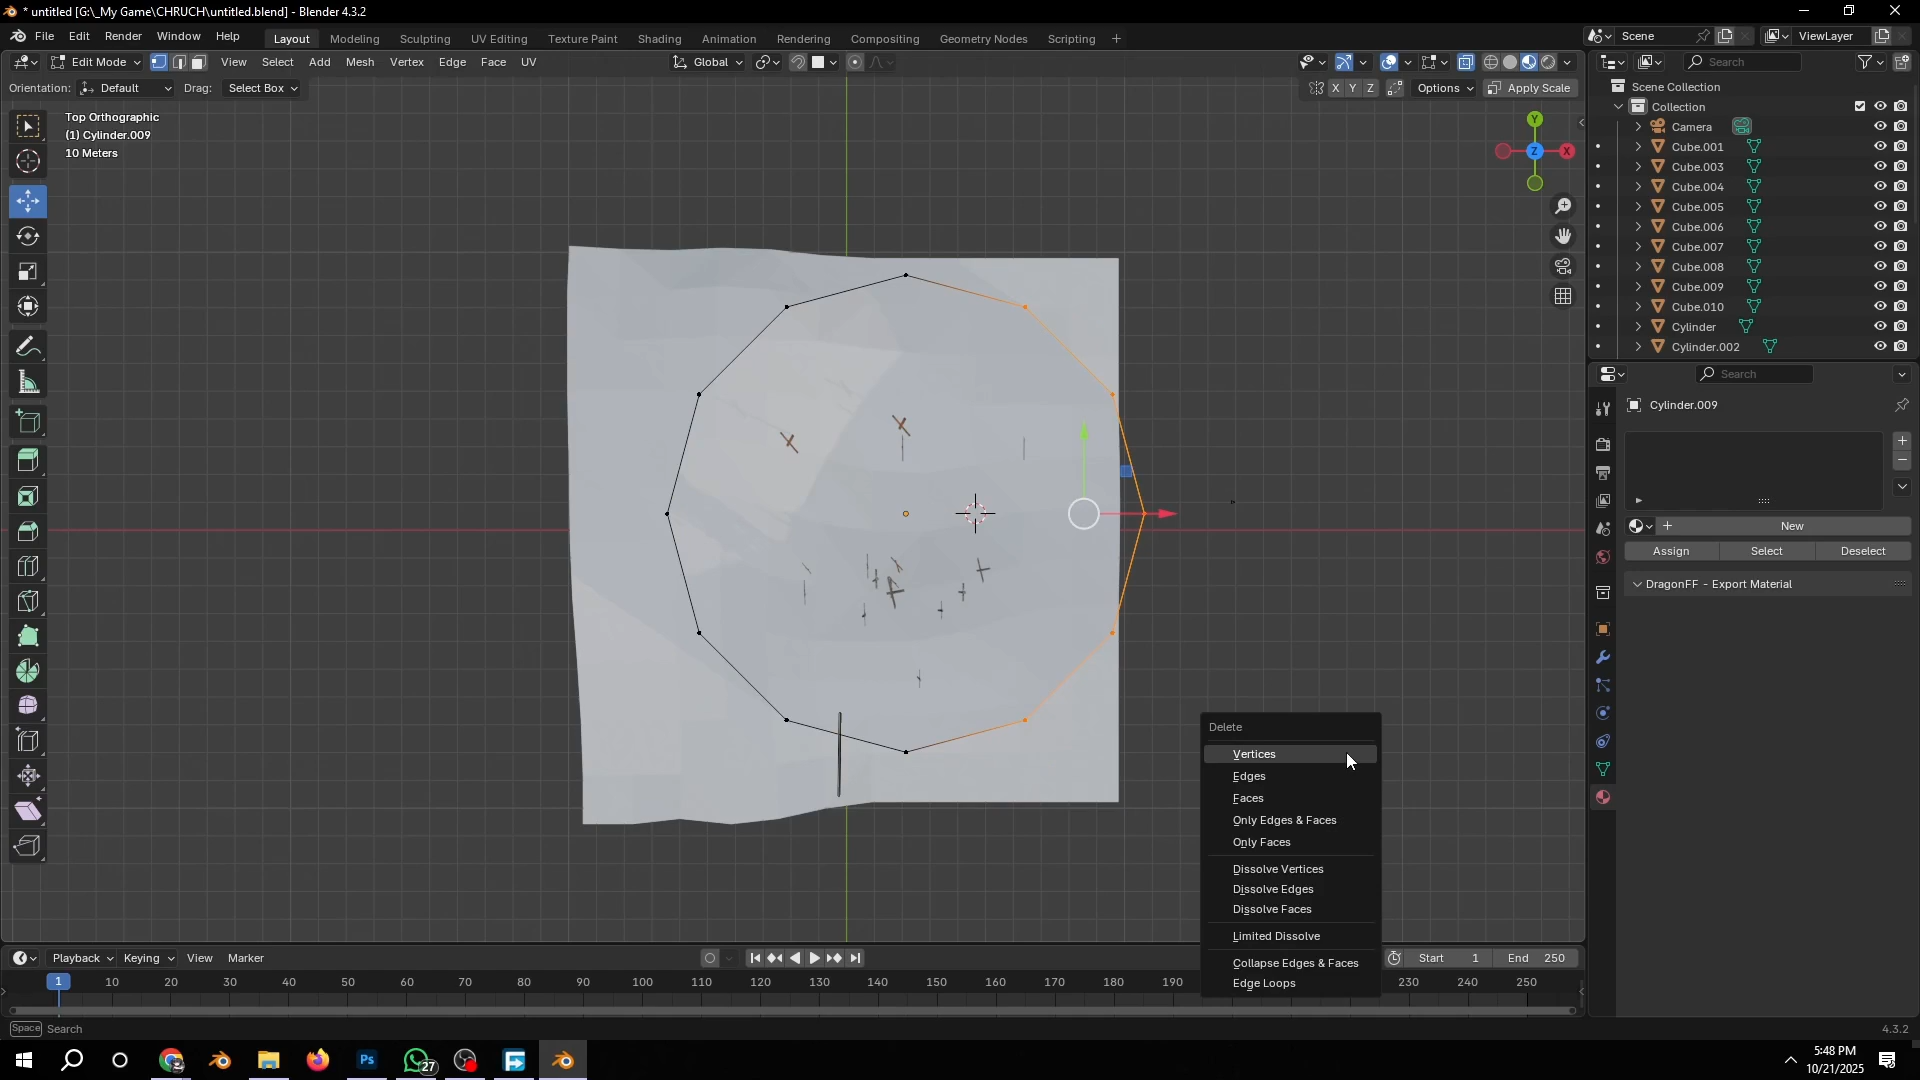 * untitled [G:\_My Game\CHRUCH\untitled.blend] - Blender 4.3.2
File Edit Render Window Help Layout Modeling Sculpting UV Editing Texture Paint Shading Animation Rendering Compositing Geometry Nodes Scripting + Scene ViewLayer
Edit Mode View Select Add Mesh Vertex Edge Face UV Global Search
Orientation: Default Drag: Select Box X Y Z Options Apply Scale
Scene Collection
Collection
Camera
Cube.001
Cube.003
Cube.004
Cube.005
Cube.006
Cube.007
Cube.008
Cube.009
Cube.010
Cylinder
Cylinder.002
Top Orthographic
(1) Cylinder.009
10 Meters
Y
Z
X
Search
Cylinder.009
New
Assign Select Deselect
DragonFF - Export Material
Delete
Vertices
Edges
Faces
Only Edges & Faces
Only Faces
Dissolve Vertices
Dissolve Edges
Dissolve Faces
Limited Dissolve
Collapse Edges & Faces
Edge Loops
Playback Keying View Marker Start 1 End 250
1 10 20 30 40 50 60 70 80 90 100 110 120 130 140 150 160 170 180 190 230 240 250
Space Search 4.3.2
Ps 27 5:48 PM
10/21/2025